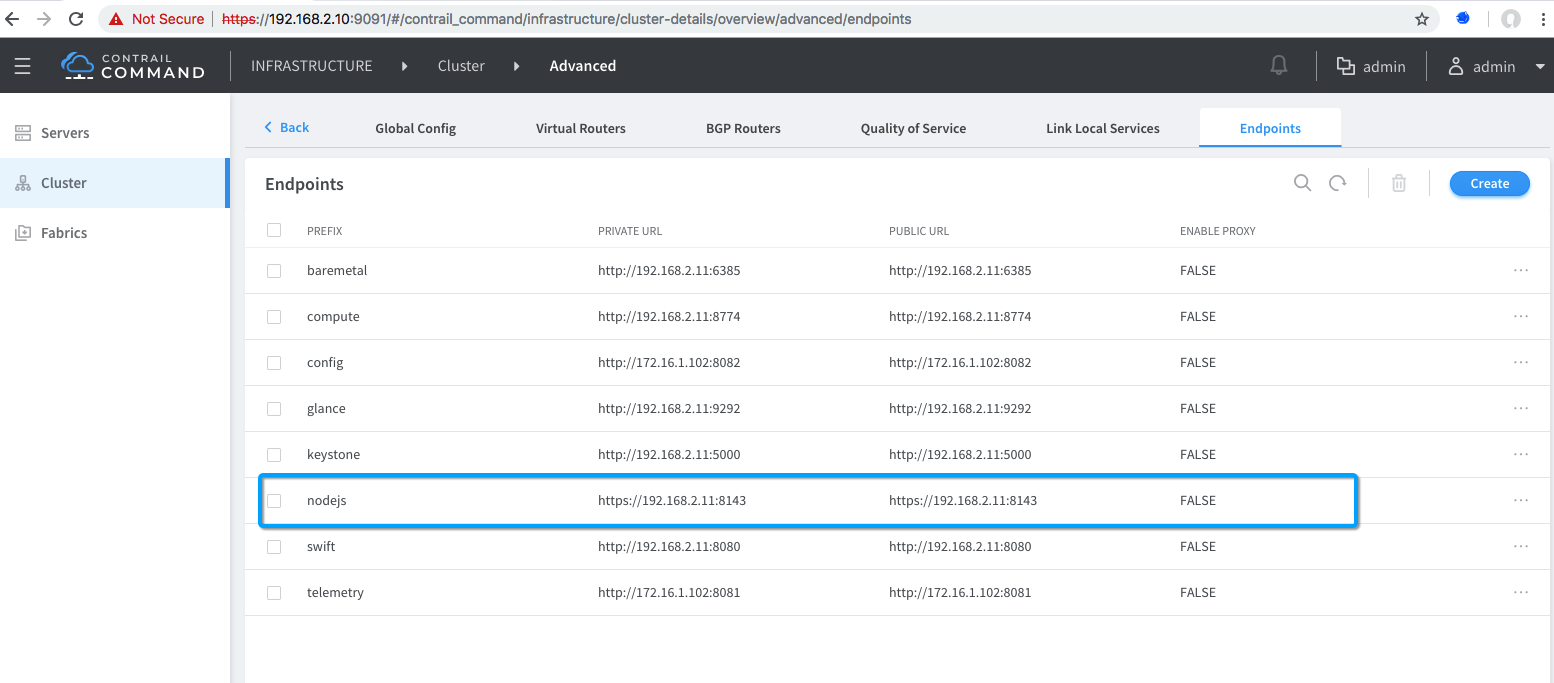 Not Secure | https://192.168.2.10:9091/#/contrail_command/infrastructure/cluster-details/overview/advanced/endpoints
CONTRAIL
COMMAND
INFRASTRUCTURE Cluster Advanced admin admin
Servers
Cluster
Fabrics
Back Global Config Virtual Routers BGP Routers Quality of Service Link Local Services Endpoints
Endpoints Create
PREFIX PRIVATE URL PUBLIC URL ENABLE PROXY
baremetal http://192.168.2.11:6385 http://192.168.2.11:6385 FALSE ...
compute http://192.168.2.11:8774 http://192.168.2.11:8774 FALSE ...
config http://172.16.1.102:8082 http://172.16.1.102:8082 FALSE ...
glance http://192.168.2.11:9292 http://192.168.2.11:9292 FALSE ...
keystone http://192.168.2.11:5000 http://192.168.2.11:5000 FALSE ...
nodejs https://192.168.2.11:8143 https://192.168.2.11:8143 FALSE ...
swift http://192.168.2.11:8080 http://192.168.2.11:8080 FALSE ...
telemetry http://172.16.1.102:8081 http://172.16.1.102:8081 FALSE ...